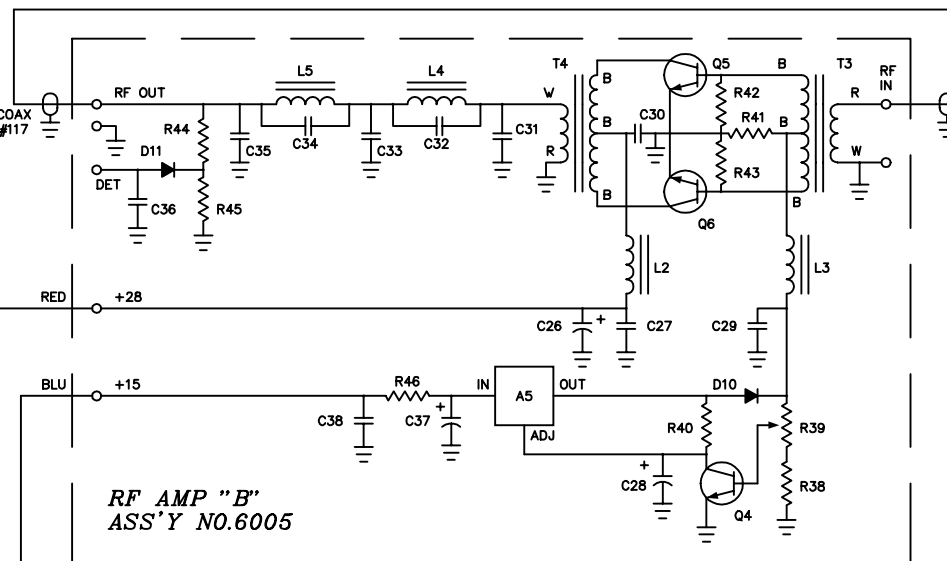 L5
L4
T4
B
Q5
B
T3
RF
IN
COAX
#117
RF OUT
W
R42
R
R44
C30
R41
C35
C34
C33
C32
C31
B
B
D11
R
R43
W
DET
C36
R45
B
B
Q6
L2
L3
RED
+28
C26
+
C27
C29
BLU
+15
R46
IN
A5
OUT
D10
C38
C37
+
ADJ
R40
R39
+
C28
R38
Q4
RF AMP "B"
ASS'Y NO.6005